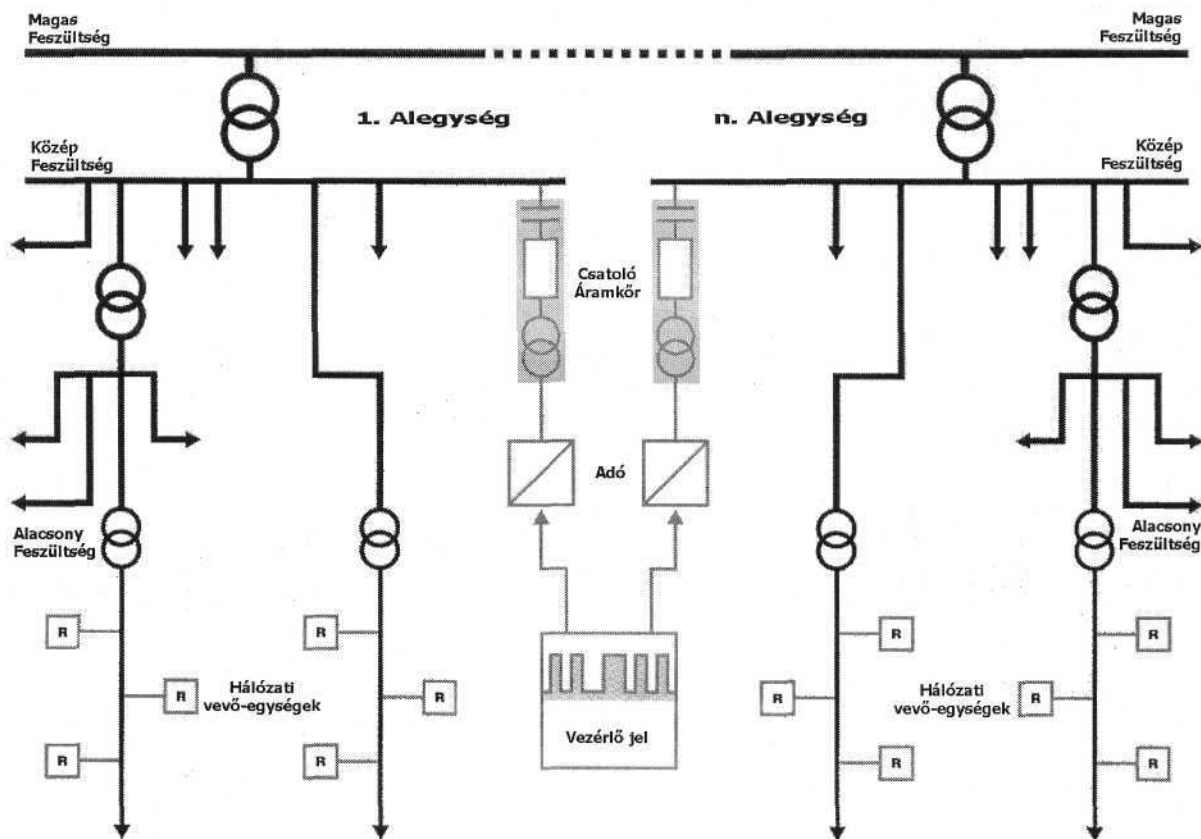 Magas
Feszültség
Magas
Feszültség
1. Alegység
n. Alegység
Közép
Feszültség
Közép
Feszültség
Csatoló
Áramkőr
Adó
Alacsony
Feszültség
Alacsony
Feszültség
R
R
R
R
R
Hálózati
vevő-egységek
R
R
R
Hálózati
vevő-egységek
R
Vezérlő jel
R
R
R
R